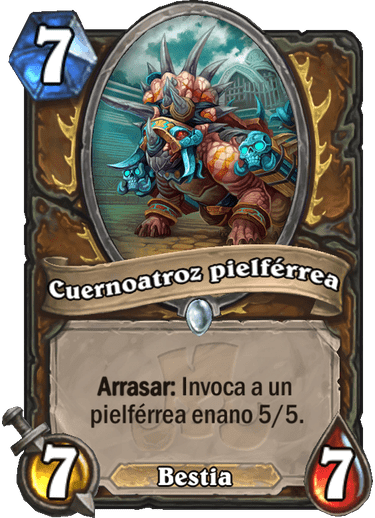 7
Cuernoatroz pielférrea
Arrasar: Invoca a un
pielférrea enano 5/5.
7
Bestia
7